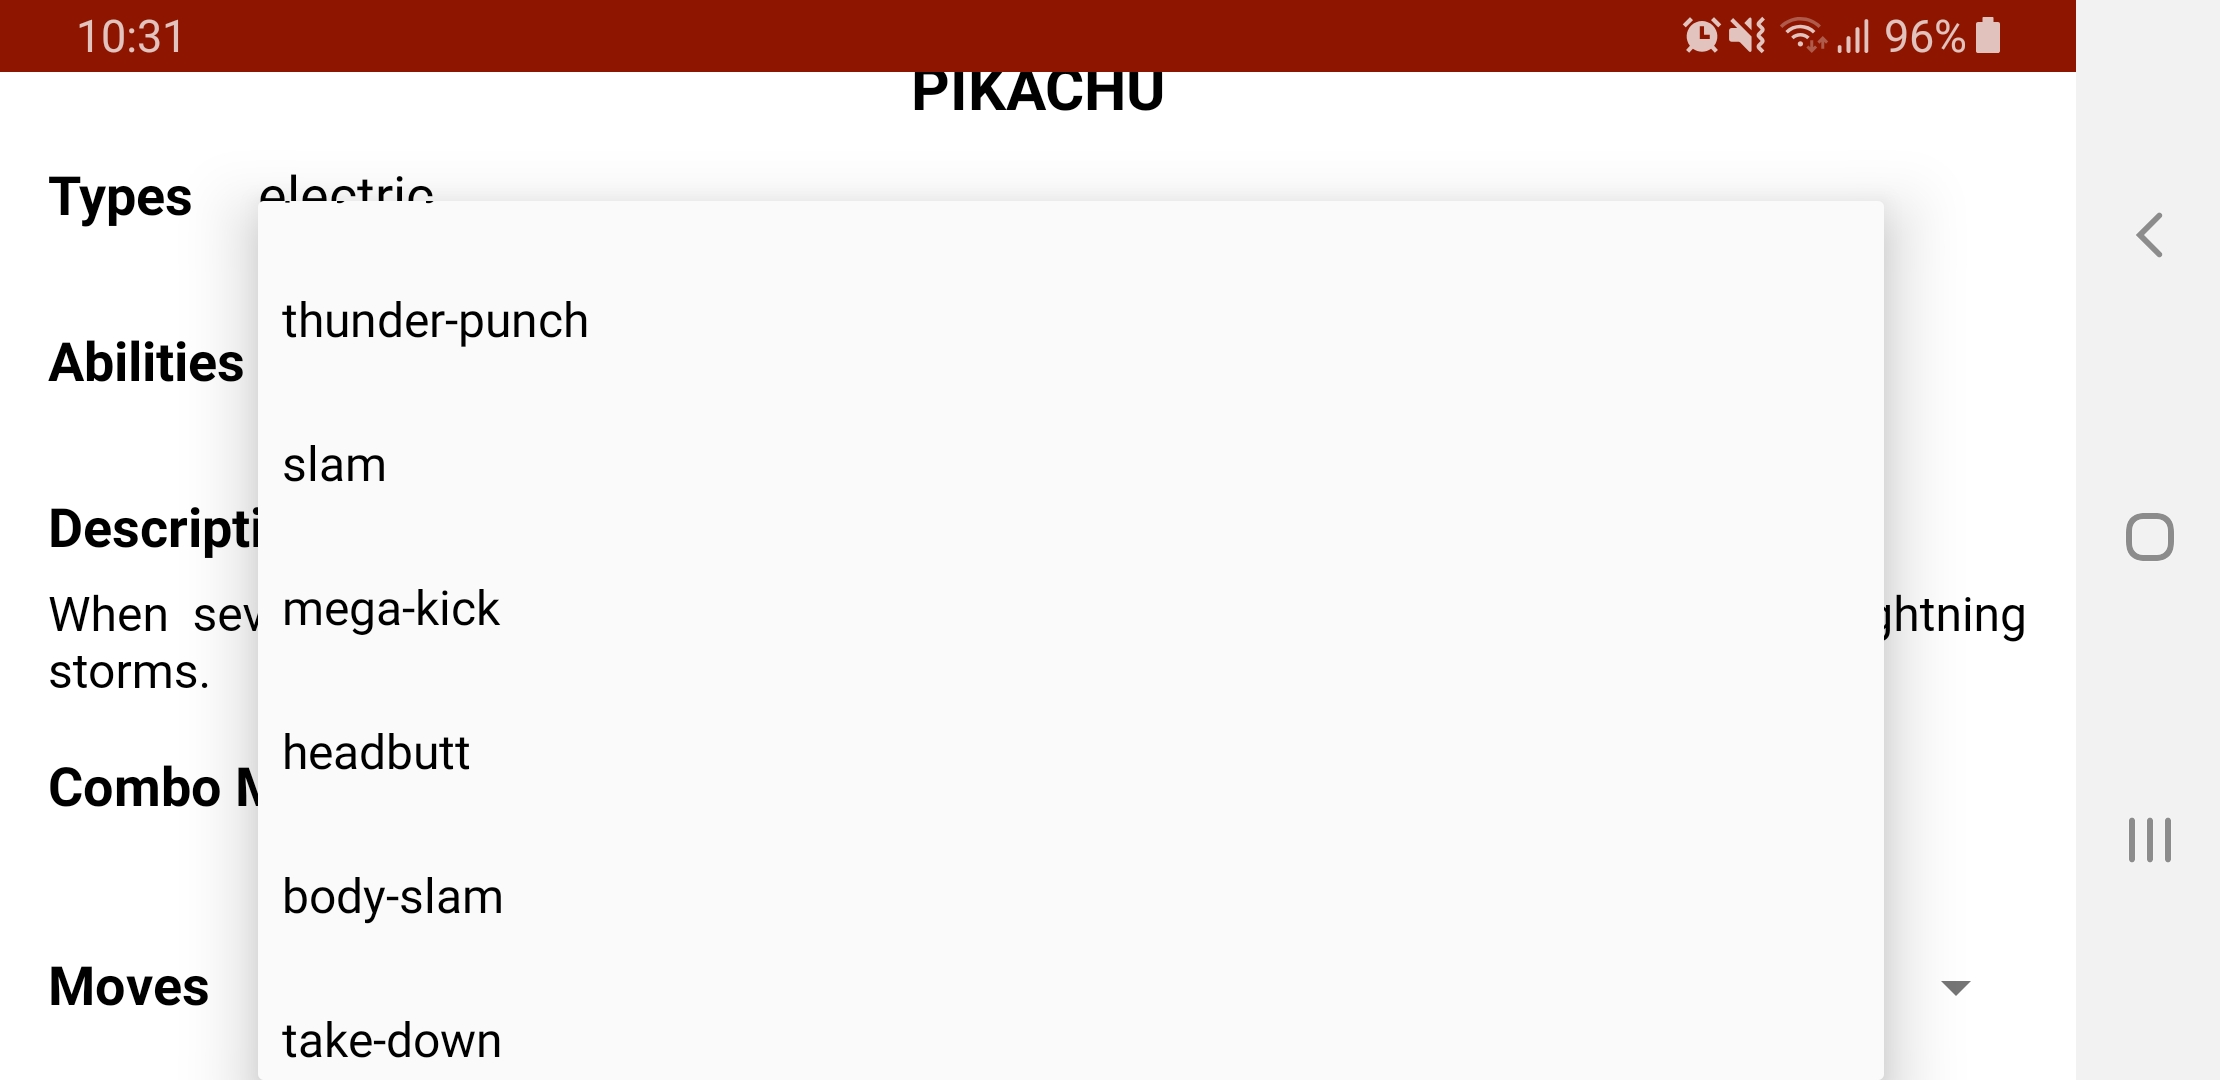 10:31 96%
PIKACHU
Types electric
thunder-punch
Abilities
slam
Descripti
When sev mega-kick ghtning
storms.
headbutt
Combo M
body-slam
Moves
take-down